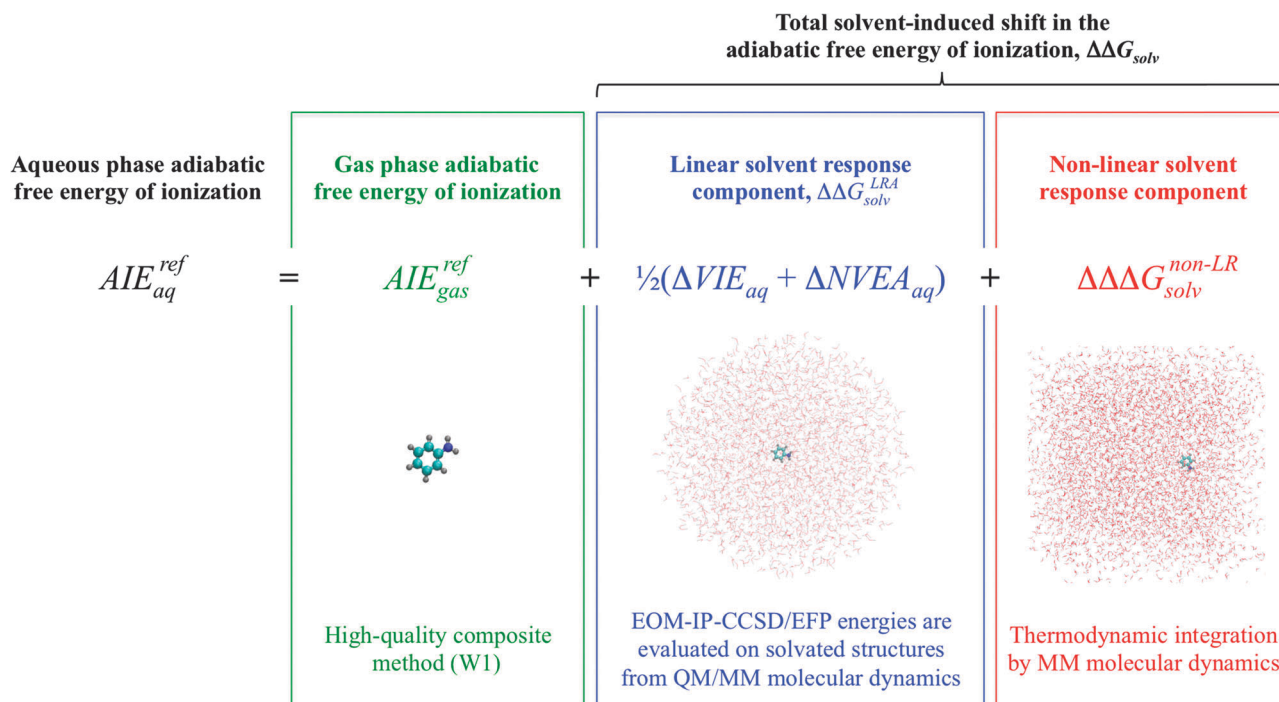 Total solvent-induced shift in the
adiabatic free energy of ionization, ΔΔG_solv
Aqueous phase adiabatic
free energy of ionization
Gas phase adiabatic
free energy of ionization
Linear solvent response
component, ΔΔG_solv^LRA
Non-linear solvent
response component
AIE_aq^ref = AIE_gas^ref + ½(ΔVIE_aq + ΔNVEA_aq) + ΔΔΔG_solv^non-LR
High-quality composite
method (W1)
EOM-IP-CCSD/EFP energies are
evaluated on solvated structures
from QM/MM molecular dynamics
Thermodynamic integration
by MM molecular dynamics